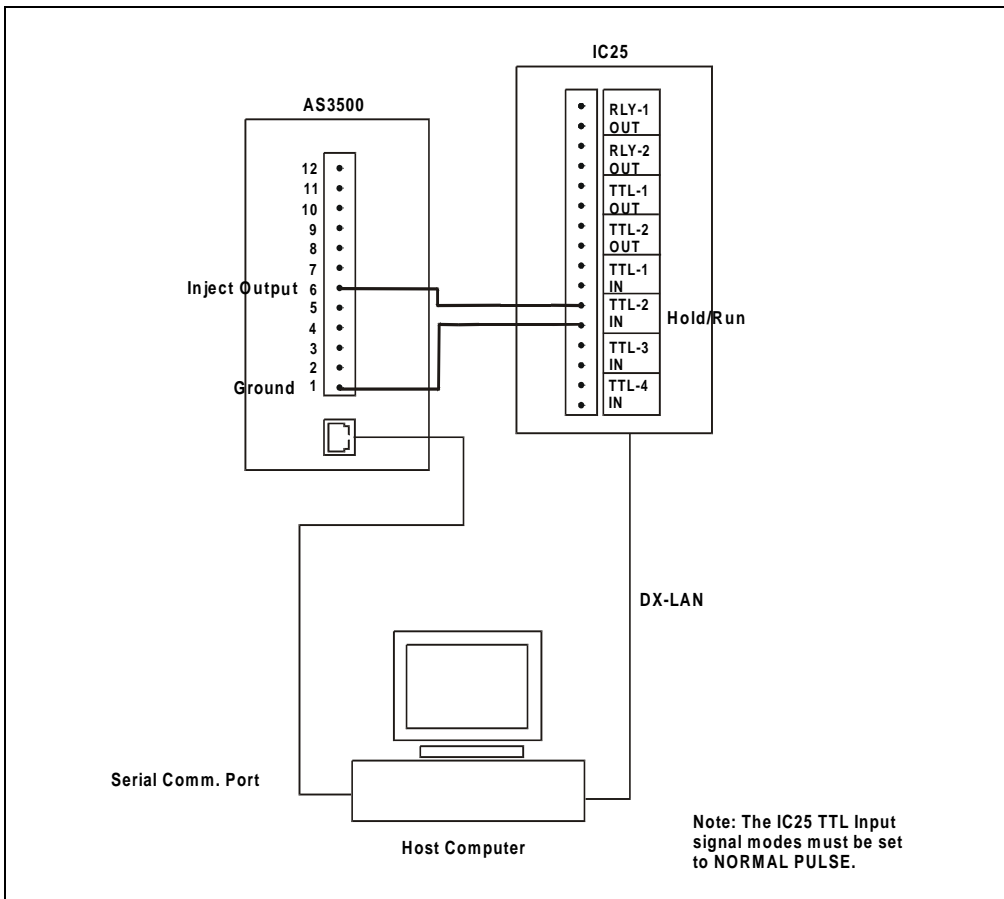 IC25
AS3500
RLY-1
OUT
RLY-2
OUT
TTL-1
OUT
TTL-2
OUT
TTL-1
IN
TTL-2
IN
TTL-3
IN
TTL-4
IN
Hold/Run
12
11
10
9
8
7
Inject Output 6
5
4
3
2
Ground 1
DX-LAN
Serial Comm. Port
Host Computer
Note: The IC25 TTL Input
signal modes must be set
to NORMAL PULSE.